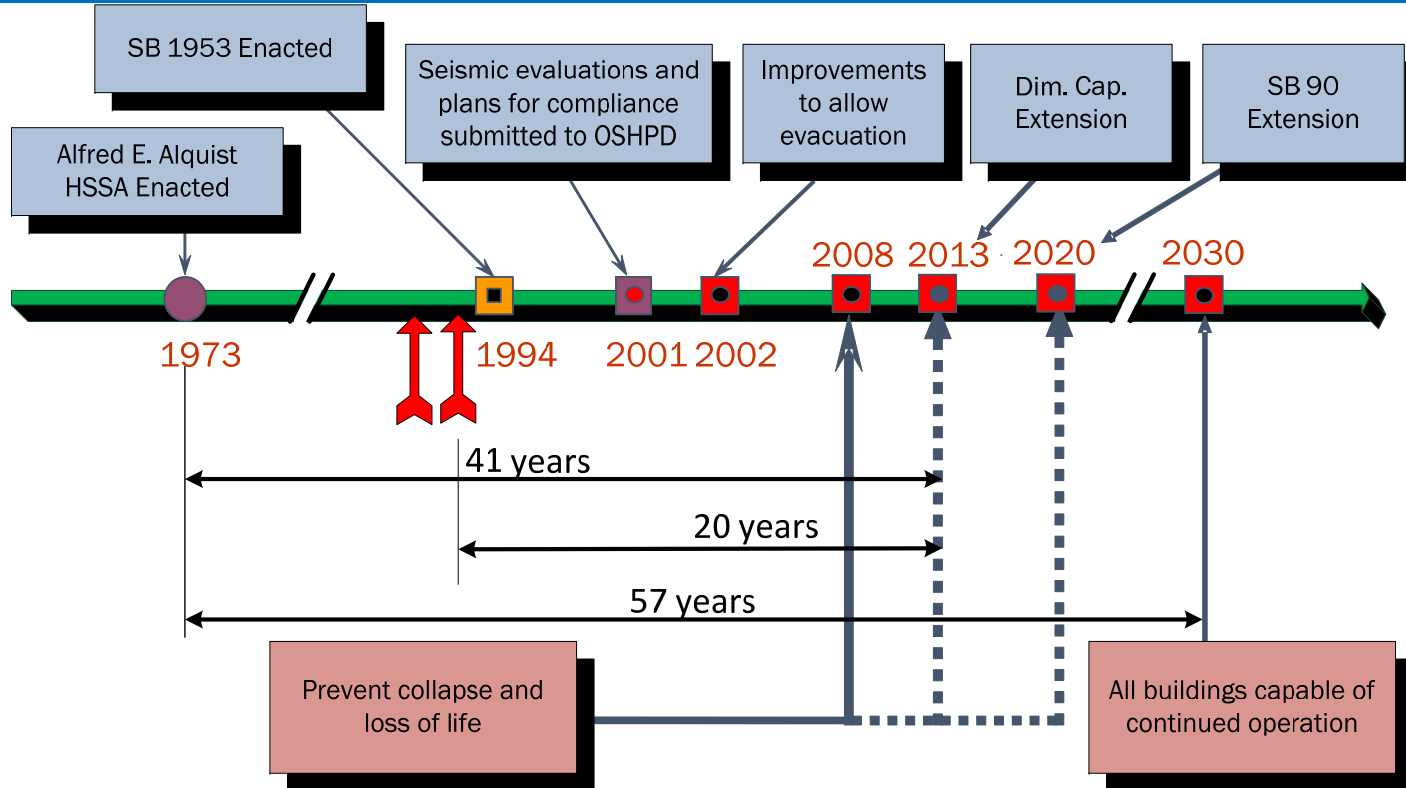 SB 1953 Enacted
Alfred E. Alquist
HSSA Enacted
Seismic evaluations and
plans for compliance
submitted to OSHPD
Improvements
to allow
evacuation
Dim. Cap.
Extension
SB 90
Extension
2008
2013
2020
2030
1973
1994
2001
2002
41 years
20 years
57 years
Prevent collapse and
loss of life
All buildings capable of
continued operation